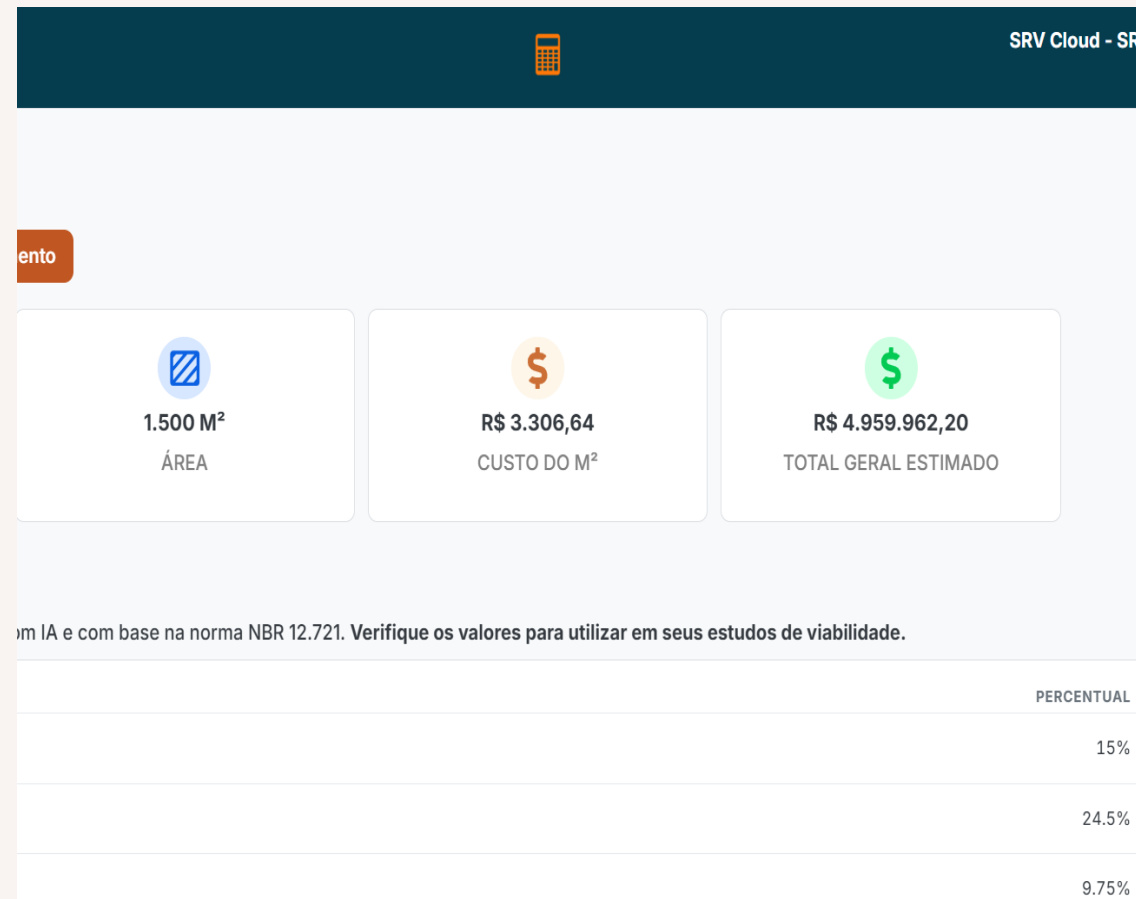 SRV Cloud - SR
ento
1.500 M²
ÁREA
R$ 3.306,64
CUSTO DO M²
R$ 4.959.962,20
TOTAL GERAL ESTIMADO
om IA e com base na norma NBR 12.721. Verifique os valores para utilizar em seus estudos de viabilidade.
PERCENTUAL
15%
24.5%
9.75%